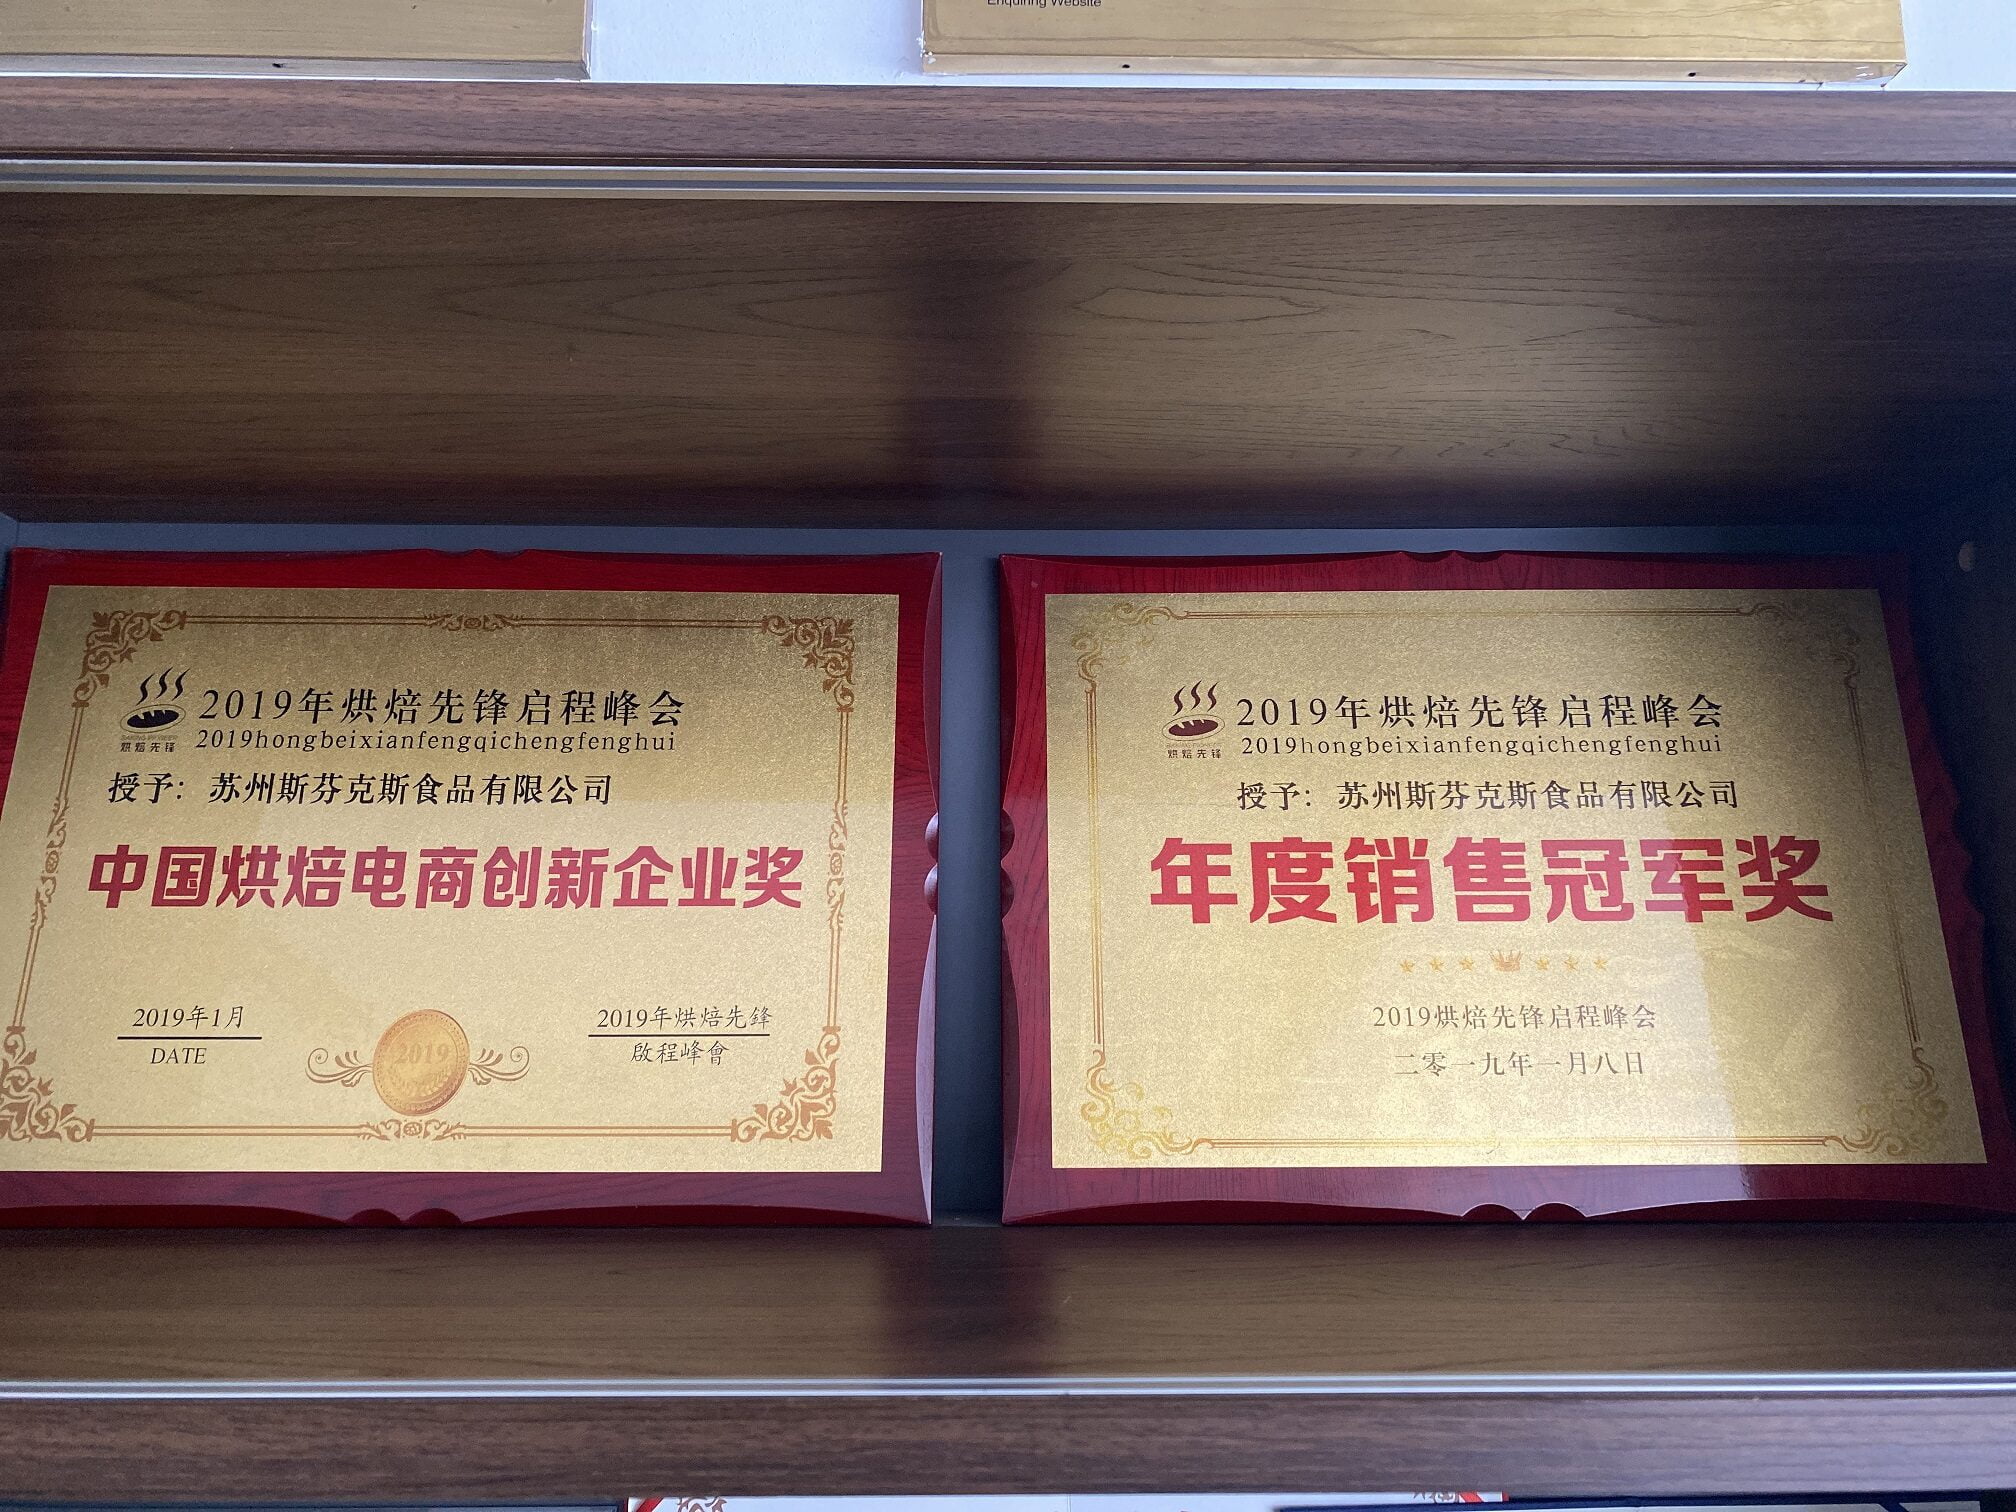 Enquiring Website
2019年烘焙先锋启程峰会
2019hongbeixianfengqichengfenghui
烘焙先锋
授予：苏州斯芬克斯食品有限公司
中国烘焙电商创新企业奖
2019年1月
DATE
2019
2019年烘焙先鋒
啟程峰會
2019年烘焙先锋启程峰会
2019hongbeixianfengqichengfenghui
烘焙先锋
授予：苏州斯芬克斯食品有限公司
年度销售冠军奖
2019烘焙先锋启程峰会
二零一九年一月八日